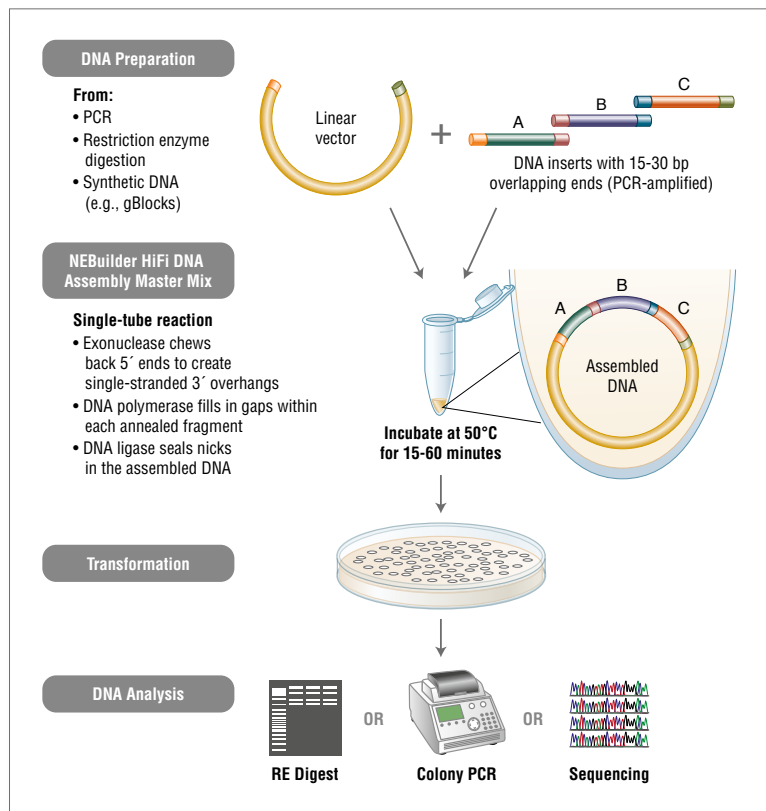 DNA Preparation
From:
• PCR
• Restriction enzyme
digestion
• Synthetic DNA
(e.g., gBlocks)
Linear
vector
+
A
B
C
DNA inserts with 15-30 bp
overlapping ends (PCR-amplified)
NEBuilder HiFi DNA
Assembly Master Mix
Single-tube reaction
• Exonuclease chews
back 5´ ends to create
single-stranded 3´ overhangs
• DNA polymerase fills in gaps within
each annealed fragment
• DNA ligase seals nicks
in the assembled DNA
Incubate at 50°C
for 15-60 minutes
A
B
C
Assembled
DNA
Transformation
DNA Analysis
RE Digest
OR
Colony PCR
OR
Sequencing